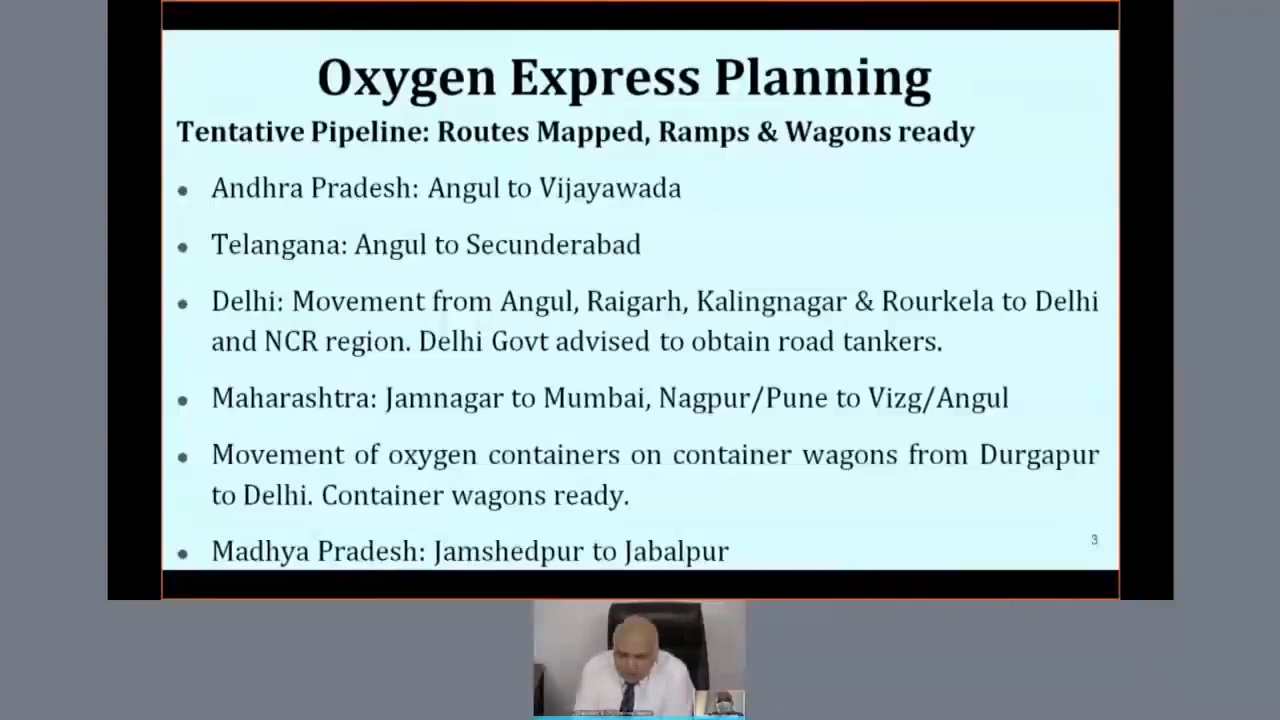 Oxygen Express Planning
Tentative Pipeline: Routes Mapped, Ramps & Wagons ready
• Andhra Pradesh: Angul to Vijayawada
• Telangana: Angul to Secunderabad
• Delhi: Movement from Angul, Raigarh, Kalingnagar & Rourkela to Delhi
and NCR region. Delhi Govt advised to obtain road tankers.
• Maharashtra: Jamnagar to Mumbai, Nagpur/Pune to Vizg/Angul
• Movement of oxygen containers on container wagons from Durgapur
to Delhi. Container wagons ready.
• Madhya Pradesh: Jamshedpur to Jabalpur
3